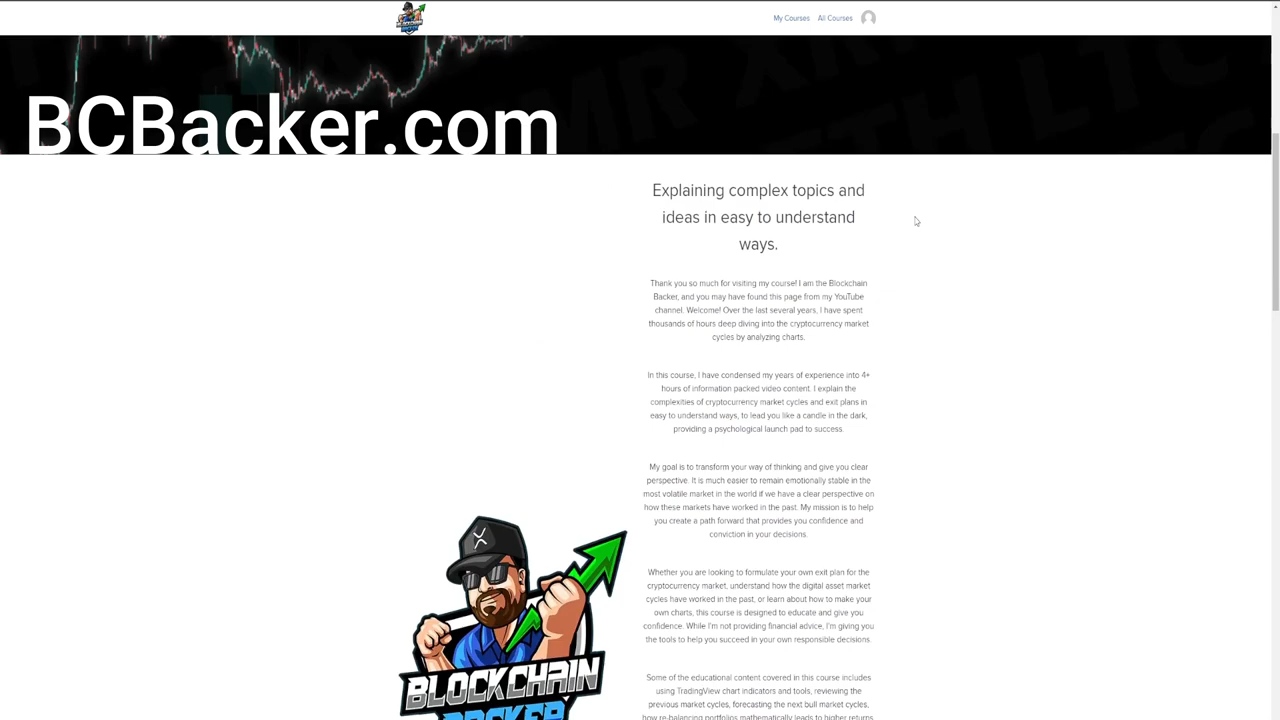 BLOCKCHAIN
BACKER
My Courses
All Courses
BCBacker.com
Explaining complex topics and
ideas in easy to understand
ways.
Thank you so much for visiting my course! I am the Blockchain
Backer, and you may have found this page from my YouTube
channel. Welcome! Over the last several years, I have spent
thousands of hours deep diving into the cryptocurrency market
cycles by analyzing charts.
In this course, I have condensed my years of experience into 4+
hours of information packed video content. I explain the
complexities of cryptocurrency market cycles and exit plans in
easy to understand ways, to lead you like a candle in the dark,
providing a psychological launch pad to success.
My goal is to transform your way of thinking and give you clear
perspective. It is much easier to remain emotionally stable in the
most volatile market in the world if we have a clear perspective on
how these markets have worked in the past. My mission is to help
you create a path forward that provides you confidence and
conviction in your decisions.
Whether you are looking to formulate your own exit plan for the
cryptocurrency market, understand how the digital asset market
cycles have worked in the past, or learn about how to make your
own charts, this course is designed to educate and give you
confidence. While I'm not providing financial advice, I'm giving you
the tools to help you succeed in your own responsible decisions.
Some of the educational content covered in this course includes
using TradingView chart indicators and tools, reviewing the
previous market cycles, forecasting the next bull market cycles,
how re-balancing portfolios mathematically leads to higher returns
BLOCKCHAIN
BACKER